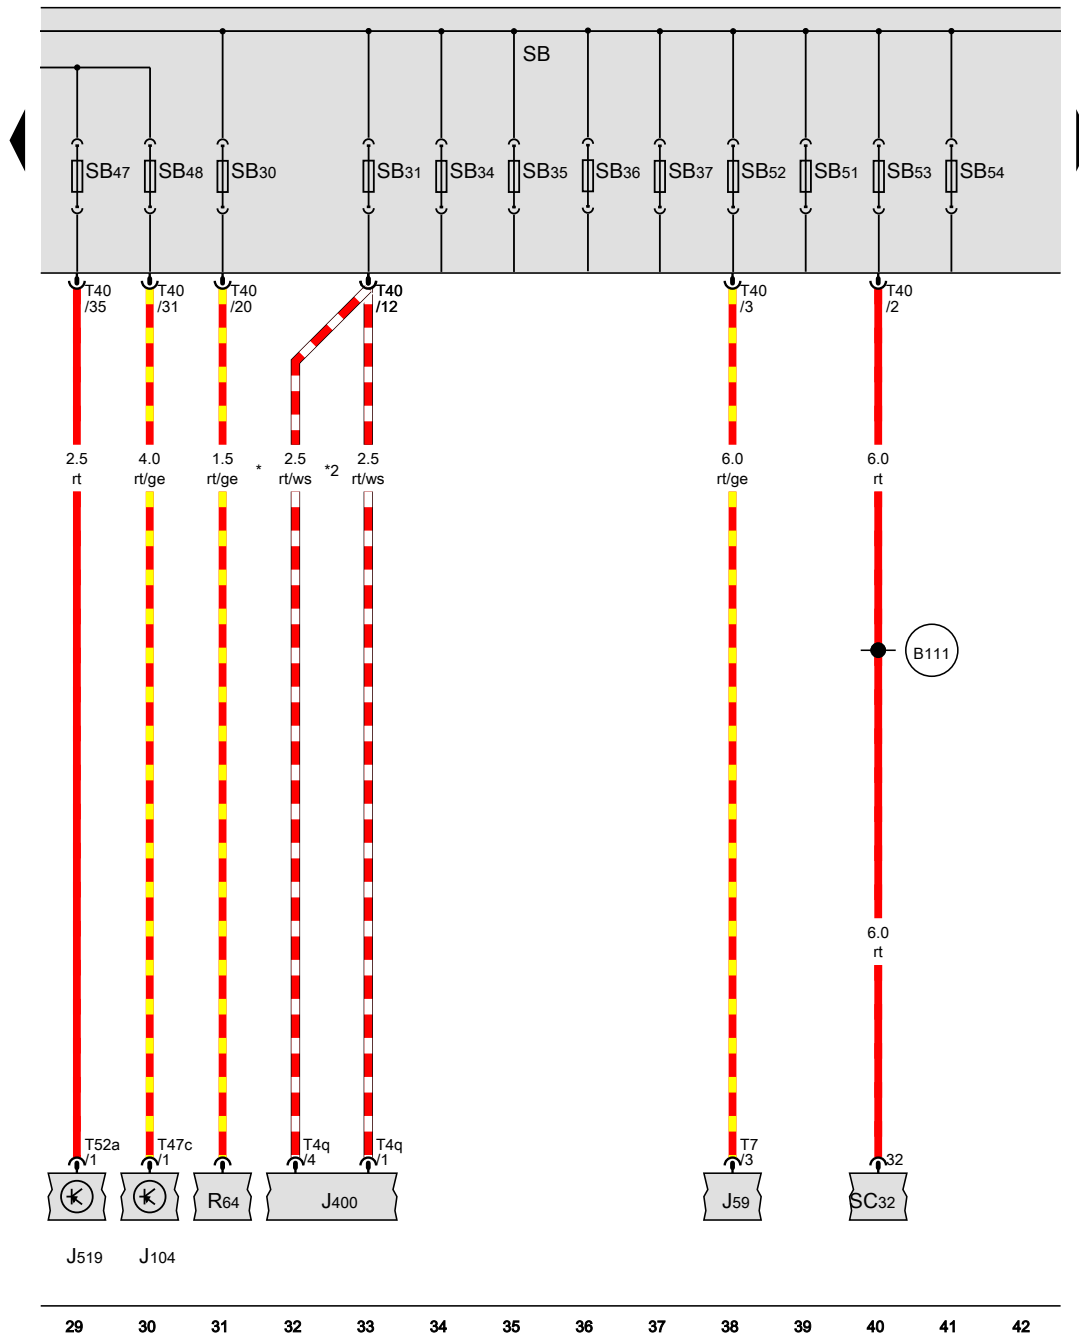 SB
SB47 SB48 SB30 SB31 SB34 SB35 SB36 SB37 SB52 SB51 SB53 SB54
T40 T40 T40 T40 T40 T40
/35 /31 /20 /12 /3 /2
2.5 4.0 1.5 * 2.5 *2 2.5 6.0 6.0
rt rt/ge rt/ge rt/ws rt/ws rt/ge rt
B111
6.0
rt
T52a T47c T4q T4q T7
/1 /1 /4 /1 /3 32
R64 J400 J59 SC32
J519 J104
29 30 31 32 33 34 35 36 37 38 39 40 41 42